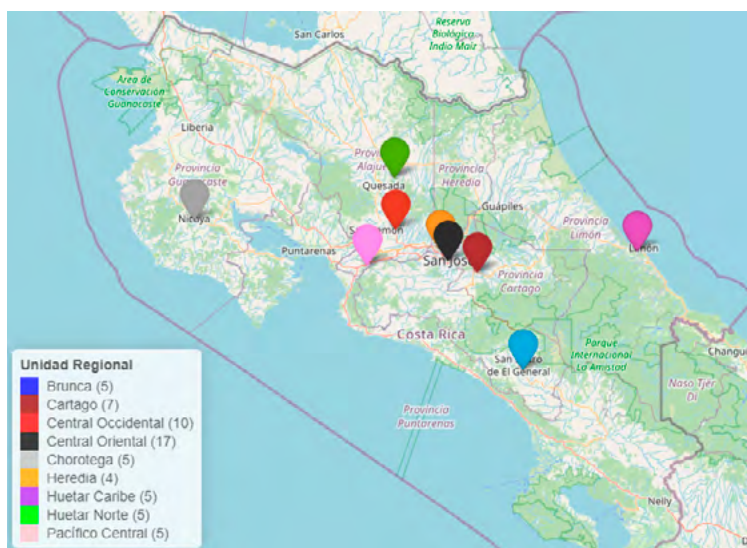 San Carlos
Reserva
Biológica
Indio Maíz
Área de
Conservación
Guanacaste
Liberia
Provincia
Guanacaste
Nicoya
Provincia
Alajuela
Quesada
Provincia
Heredia
Guápiles
San Ramón
Puntarenas
San José
Provincia
Limón
Limón
Provincia
Cartago
Costa Rica
San Isidro
de El General
Parque
Internacional
La Amistad
Changui
Naso Tjër
Di
Provincia
Puntarenas
Neily
Unidad Regional
Brunca (5)
Cartago (7)
Central Occidental (10)
Central Oriental (17)
Chorotega (5)
Heredia (4)
Huetar Caribe (5)
Huetar Norte (5)
Pacífico Central (5)